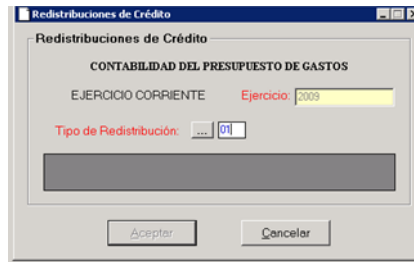 Redistribuciones de Crédito
Redistribuciones de Crédito
CONTABILIDAD DEL PRESUPUESTO DE GASTOS
EJERCICIO CORRIENTE Ejercicio: 2009
Tipo de Redistribución: ... 01
Aceptar Cancelar